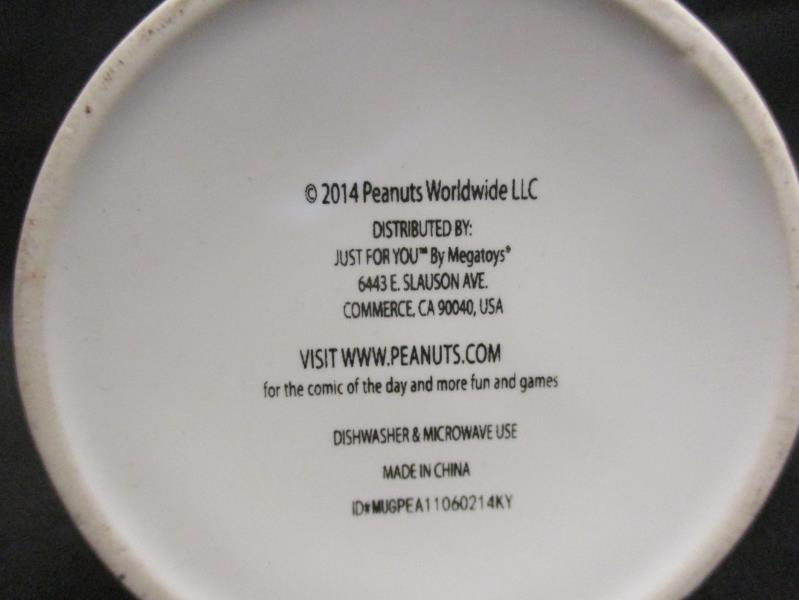 © 2014 Peanuts Worldwide LLC
DISTRIBUTED BY:
JUST FOR YOU™ By Megatoys®
6443 E. SLAUSON AVE.
COMMERCE, CA 90040, USA
VISIT WWW.PEANUTS.COM
for the comic of the day and more fun and games
DISHWASHER & MICROWAVE USE
MADE IN CHINA
ID#MUGPEA11060214KY